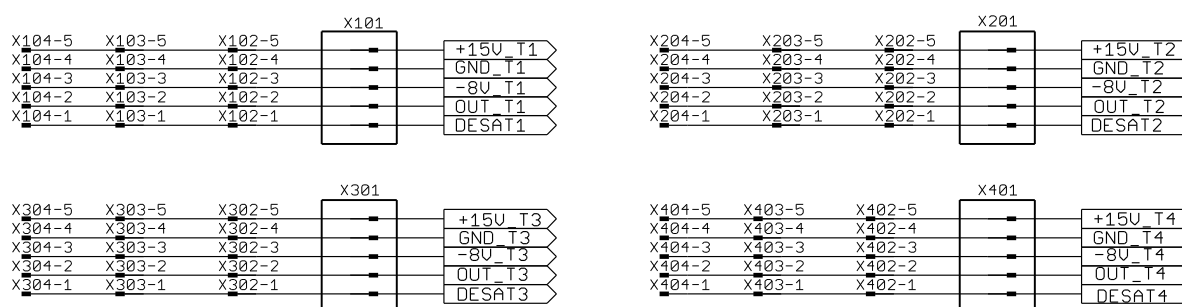 X101
X104-5 X103-5 X102-5 +15V_T1
X104-4 X103-4 X102-4 GND_T1
X104-3 X103-3 X102-3 -8V_T1
X104-2 X103-2 X102-2 OUT_T1
X104-1 X103-1 X102-1 DESAT1
X201
X204-5 X203-5 X202-5 +15V_T2
X204-4 X203-4 X202-4 GND_T2
X204-3 X203-3 X202-3 -8V_T2
X204-2 X203-2 X202-2 OUT_T2
X204-1 X203-1 X202-1 DESAT2
X301
X304-5 X303-5 X302-5 +15V_T3
X304-4 X303-4 X302-4 GND_T3
X304-3 X303-3 X302-3 -8V_T3
X304-2 X303-2 X302-2 OUT_T3
X304-1 X303-1 X302-1 DESAT3
X401
X404-5 X403-5 X402-5 +15V_T4
X404-4 X403-4 X402-4 GND_T4
X404-3 X403-3 X402-3 -8V_T4
X404-2 X403-2 X402-2 OUT_T4
X404-1 X403-1 X402-1 DESAT4